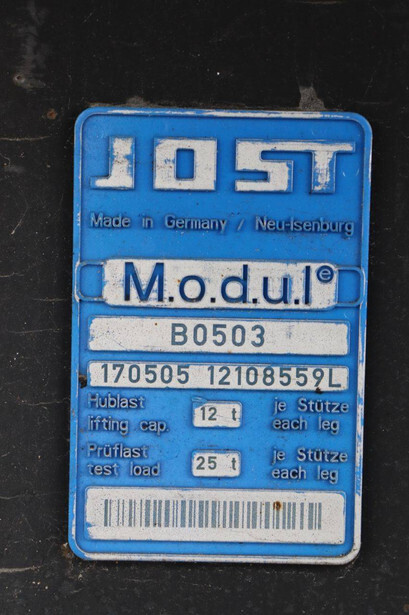 JOST
Made in Germany / Neu-Isenburg
M.o.d.u.l e
B0503
170505 12108559L
Hublast 12 t je Stütze
lifting cap. each leg
Prüflast 25 t je Stütze
test load each leg